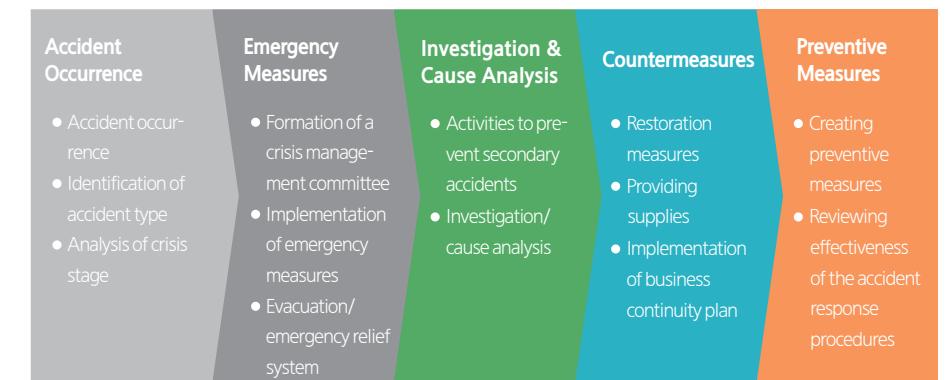 Accident
Occurrence
● Accident occur-
rence
● Identification of
accident type
● Analysis of crisis
stage
Emergency
Measures
● Formation of a
crisis manage-
ment committee
● Implementation
of emergency
measures
● Evacuation/
emergency relief
system
Investigation &
Cause Analysis
● Activities to pre-
vent secondary
accidents
● Investigation/
cause analysis
Countermeasures
● Restoration
measures
● Providing
supplies
● Implementation
of business
continuity plan
Preventive
Measures
● Creating
preventive
measures
● Reviewing
effectiveness
of the accident
response
procedures